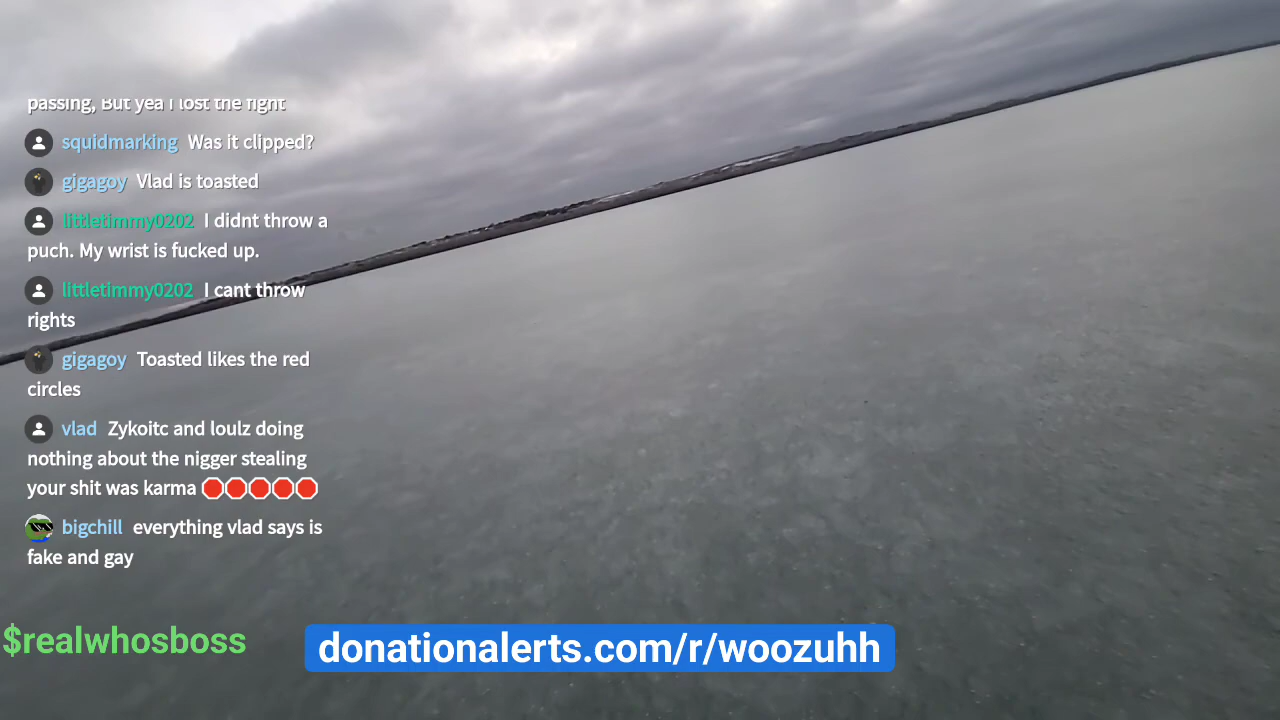 passing, But yea i lost the fight
squidmarking Was it clipped?
gigagoy Vlad is toasted
littletimmy0202 I didnt throw a
puch. My wrist is fucked up.
littletimmy0202 I cant throw
rights
gigagoy Toasted likes the red
circles
vlad Zykoitc and loulz doing
nothing about the nigger stealing
your shit was karma 🛑🛑🛑🛑🛑
bigchill everything vlad says is
fake and gay
$realwhosboss
donationalerts.com/r/woozuhh